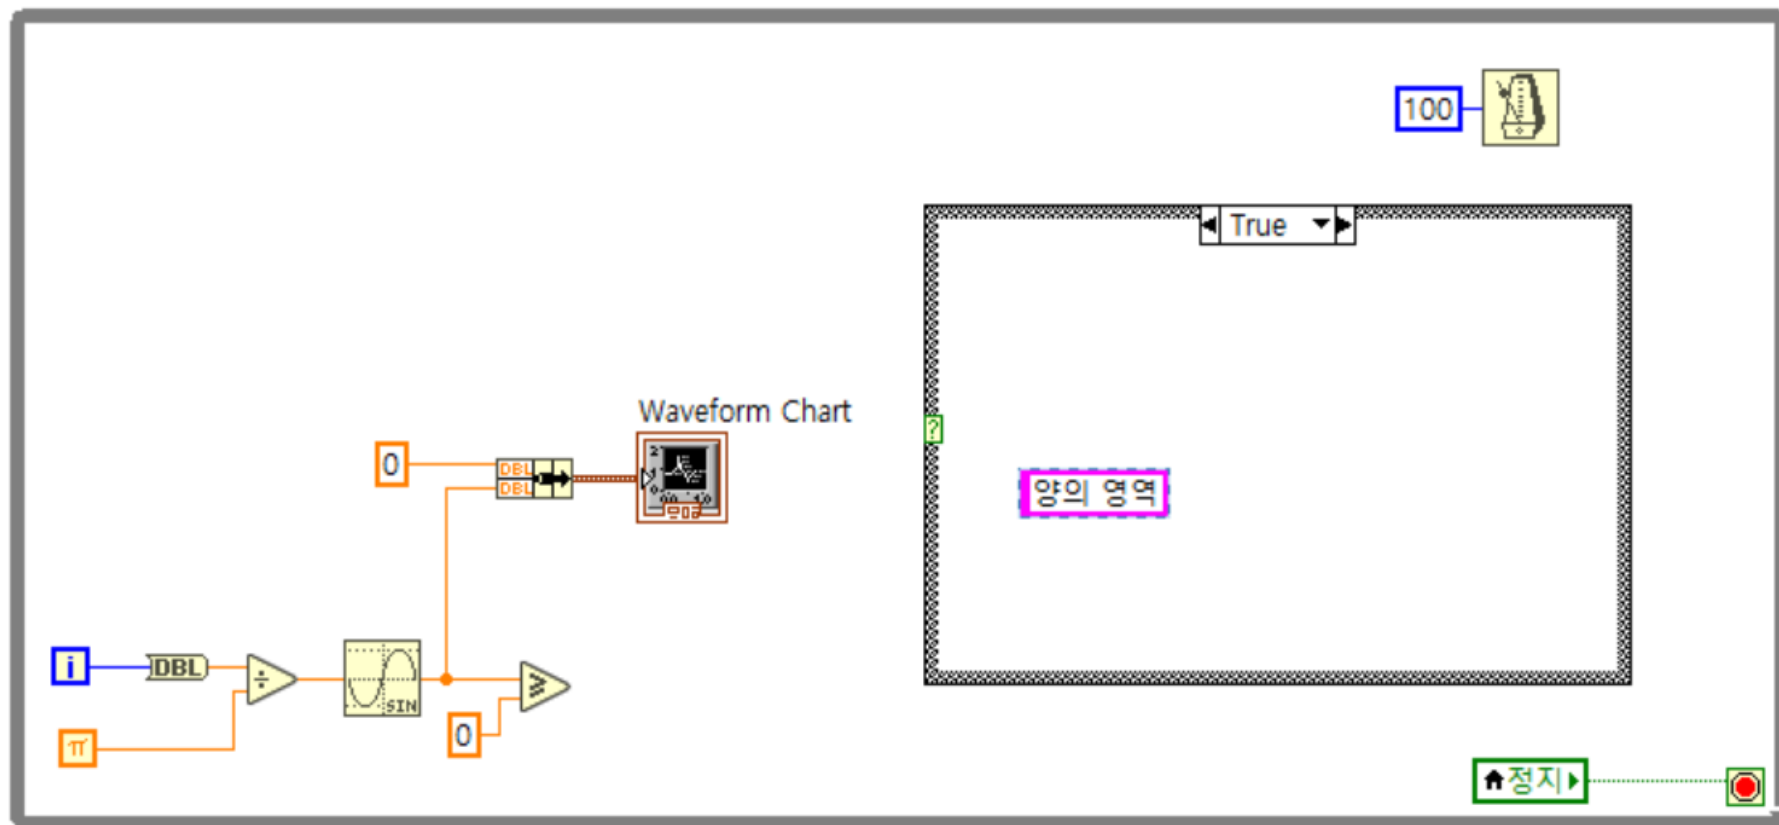 100
True
?
Waveform Chart
0
DBL
DBL
양의 영역
i
DBL
÷
SIN
≥
0
π
정지